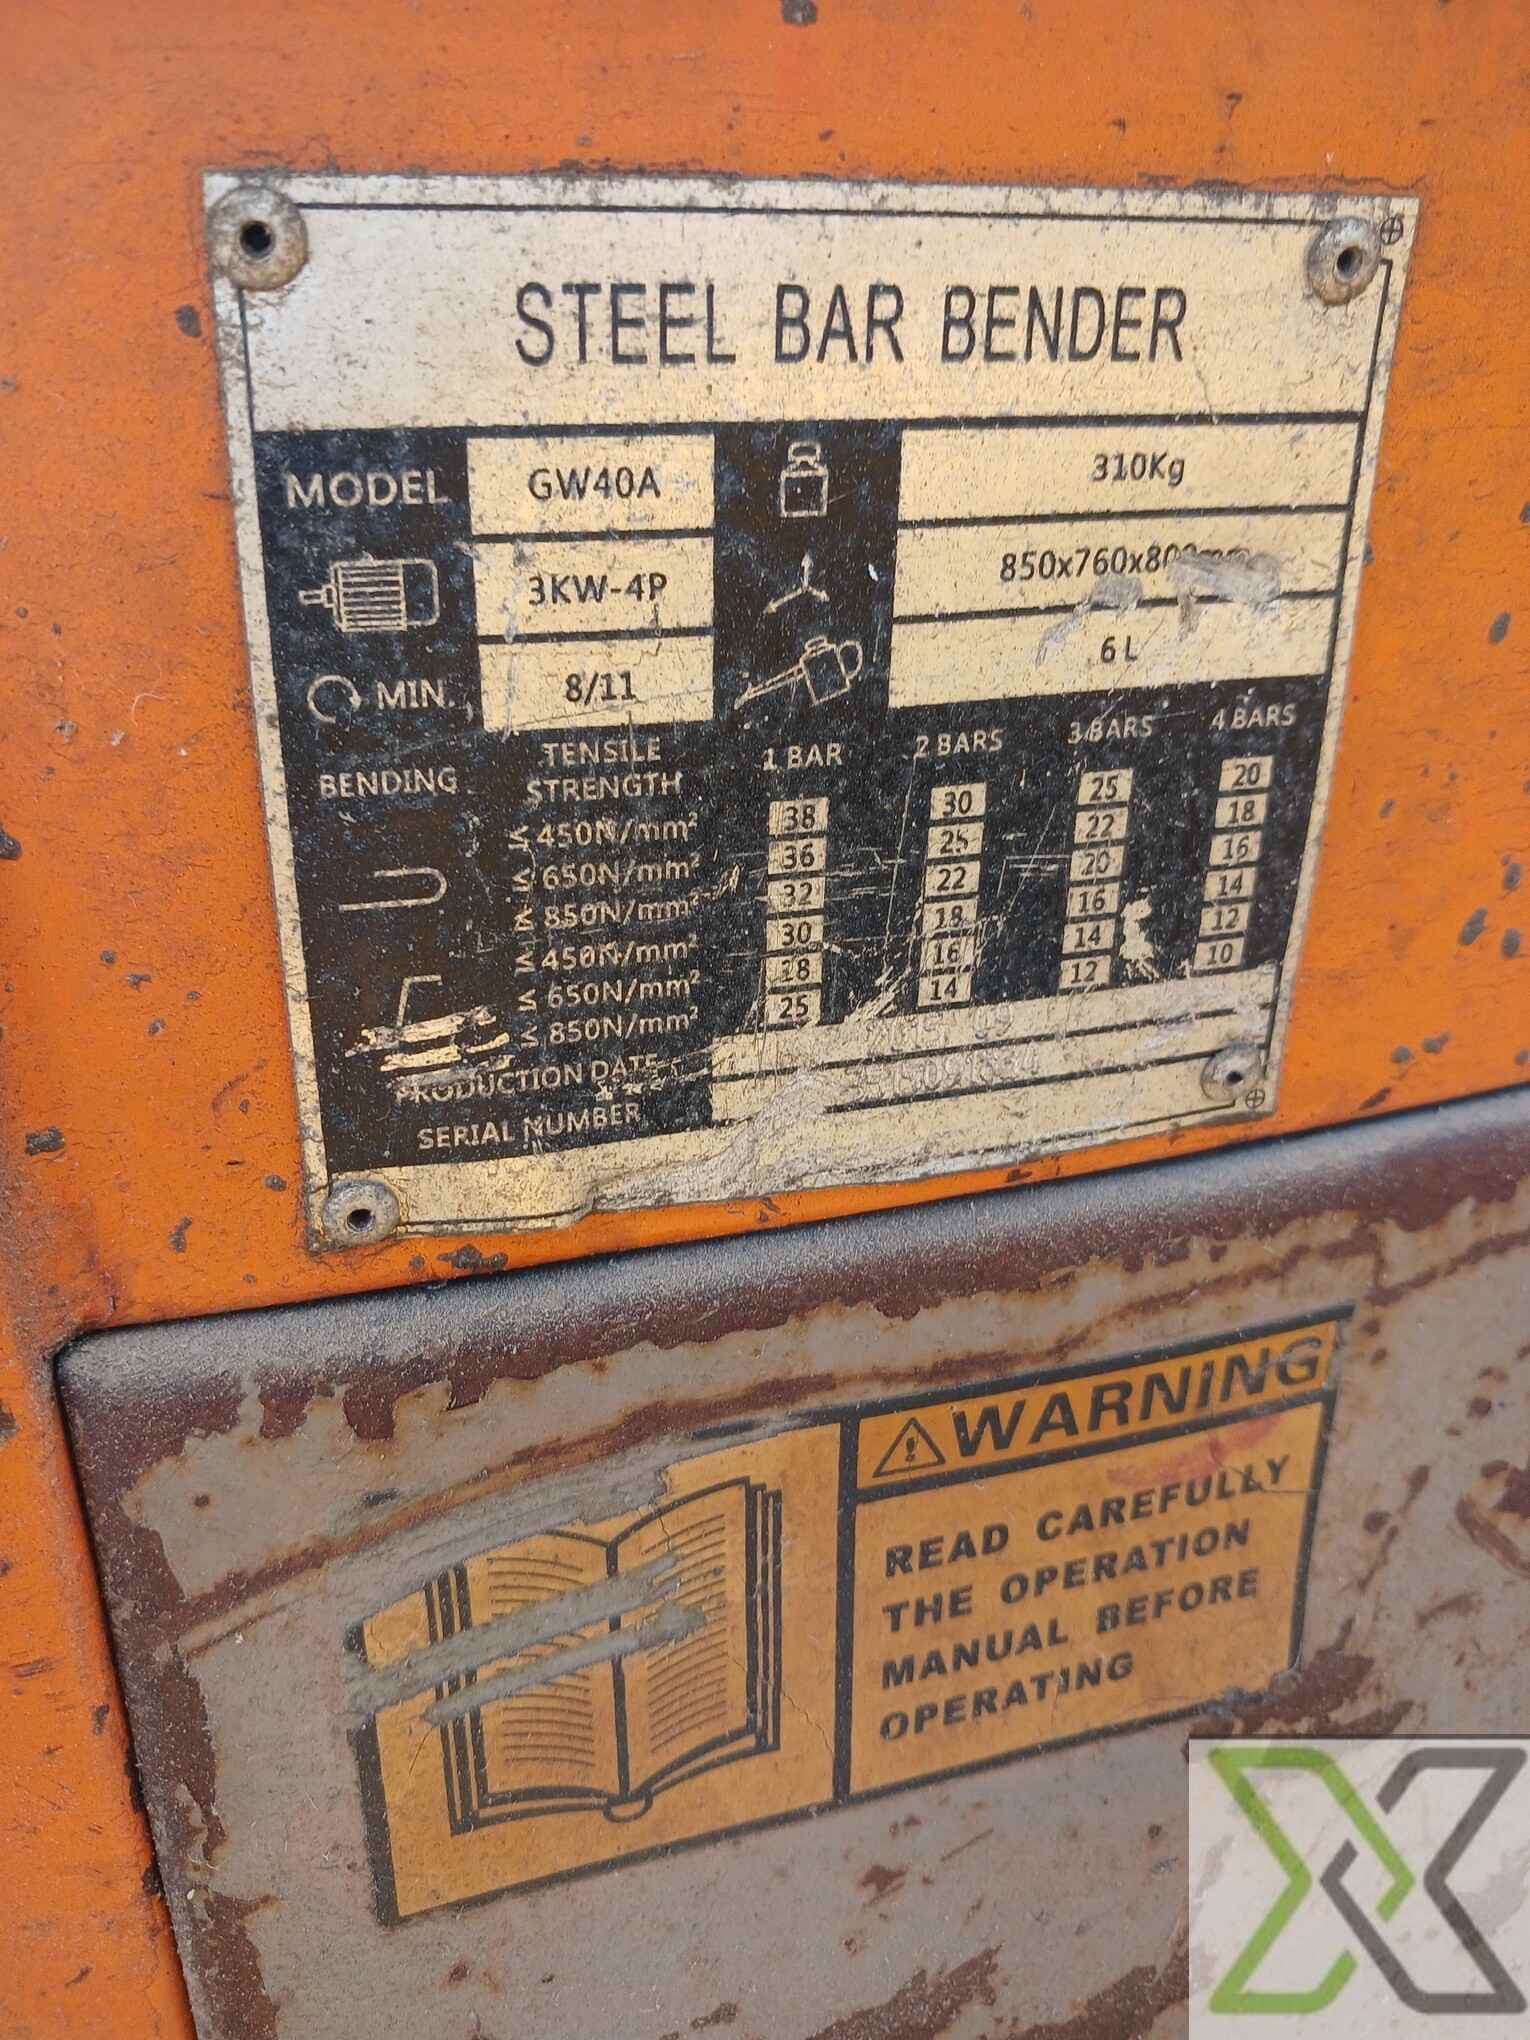 STEEL BAR BENDER
MODEL GW40A 310Kg
3KW-4P
MIN. 8/11 6 L
BENDING TENSILE STRENGTH 1 BAR 2 BARS 3 BARS 4 BARS
≤ 450N/mm² 38 30 25 20
≤ 650N/mm² 36 25 22 18
≤ 850N/mm² 32 22 20 16
≤ 450N/mm² 30 18 16 14
≤ 650N/mm² 16 14 12
≤ 850N/mm² 25 14 12 10
PRODUCTION DATE
SERIAL NUMBER
WARNING
READ CAREFULLY
THE OPERATION
MANUAL BEFORE
OPERATING